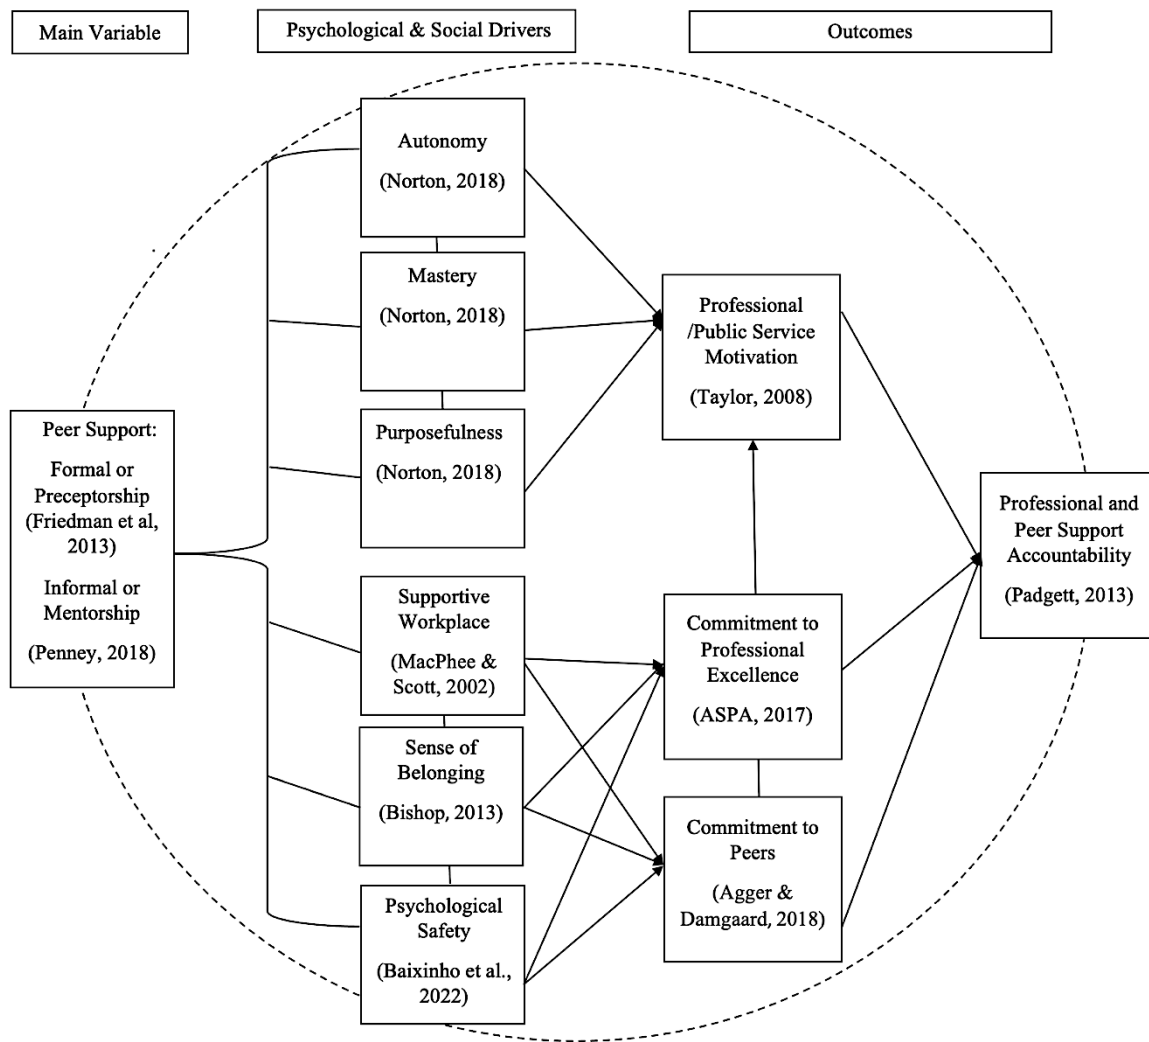 Main Variable
Psychological & Social Drivers
Outcomes
Autonomy
(Norton, 2018)
Mastery
(Norton, 2018)
Purposefulness
(Norton, 2018)
Peer Support:
Formal or
Preceptorship
(Friedman et al,
2013)
Informal or
Mentorship
(Penney, 2018)
Supportive
Workplace
(MacPhee &
Scott, 2002)
Sense of
Belonging
(Bishop, 2013)
Psychological
Safety
(Baixinho et al.,
2022)
Professional
/Public Service
Motivation
(Taylor, 2008)
Commitment to
Professional
Excellence
(ASPA, 2017)
Commitment to
Peers
(Agger &
Damgaard, 2018)
Professional and
Peer Support
Accountability
(Padgett, 2013)